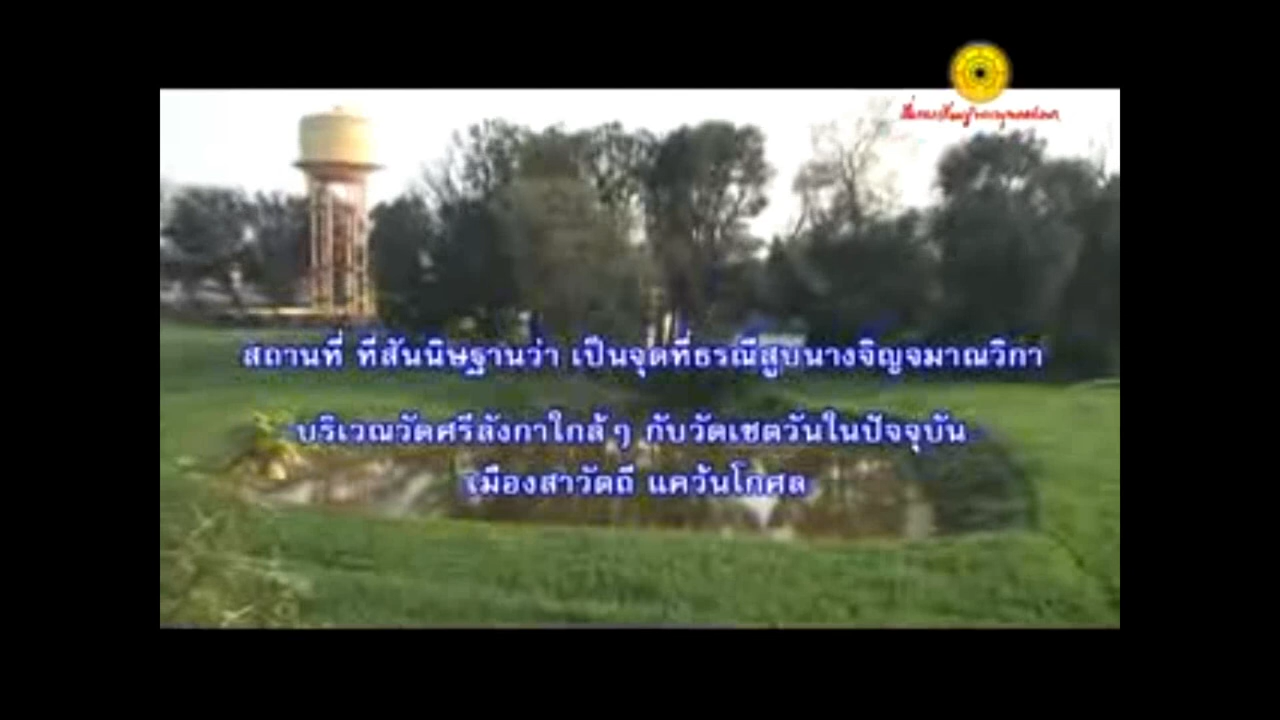 สถานที่ ที่สันนิษฐานว่า เป็นจุดที่ธรณีสูบนางจิญจมาณวิกา
บริเวณวัดศรีลังกาใกล้ๆ กับวัดเชตวันในปัจจุบัน
เมืองสาวัตถี แคว้นโกศล